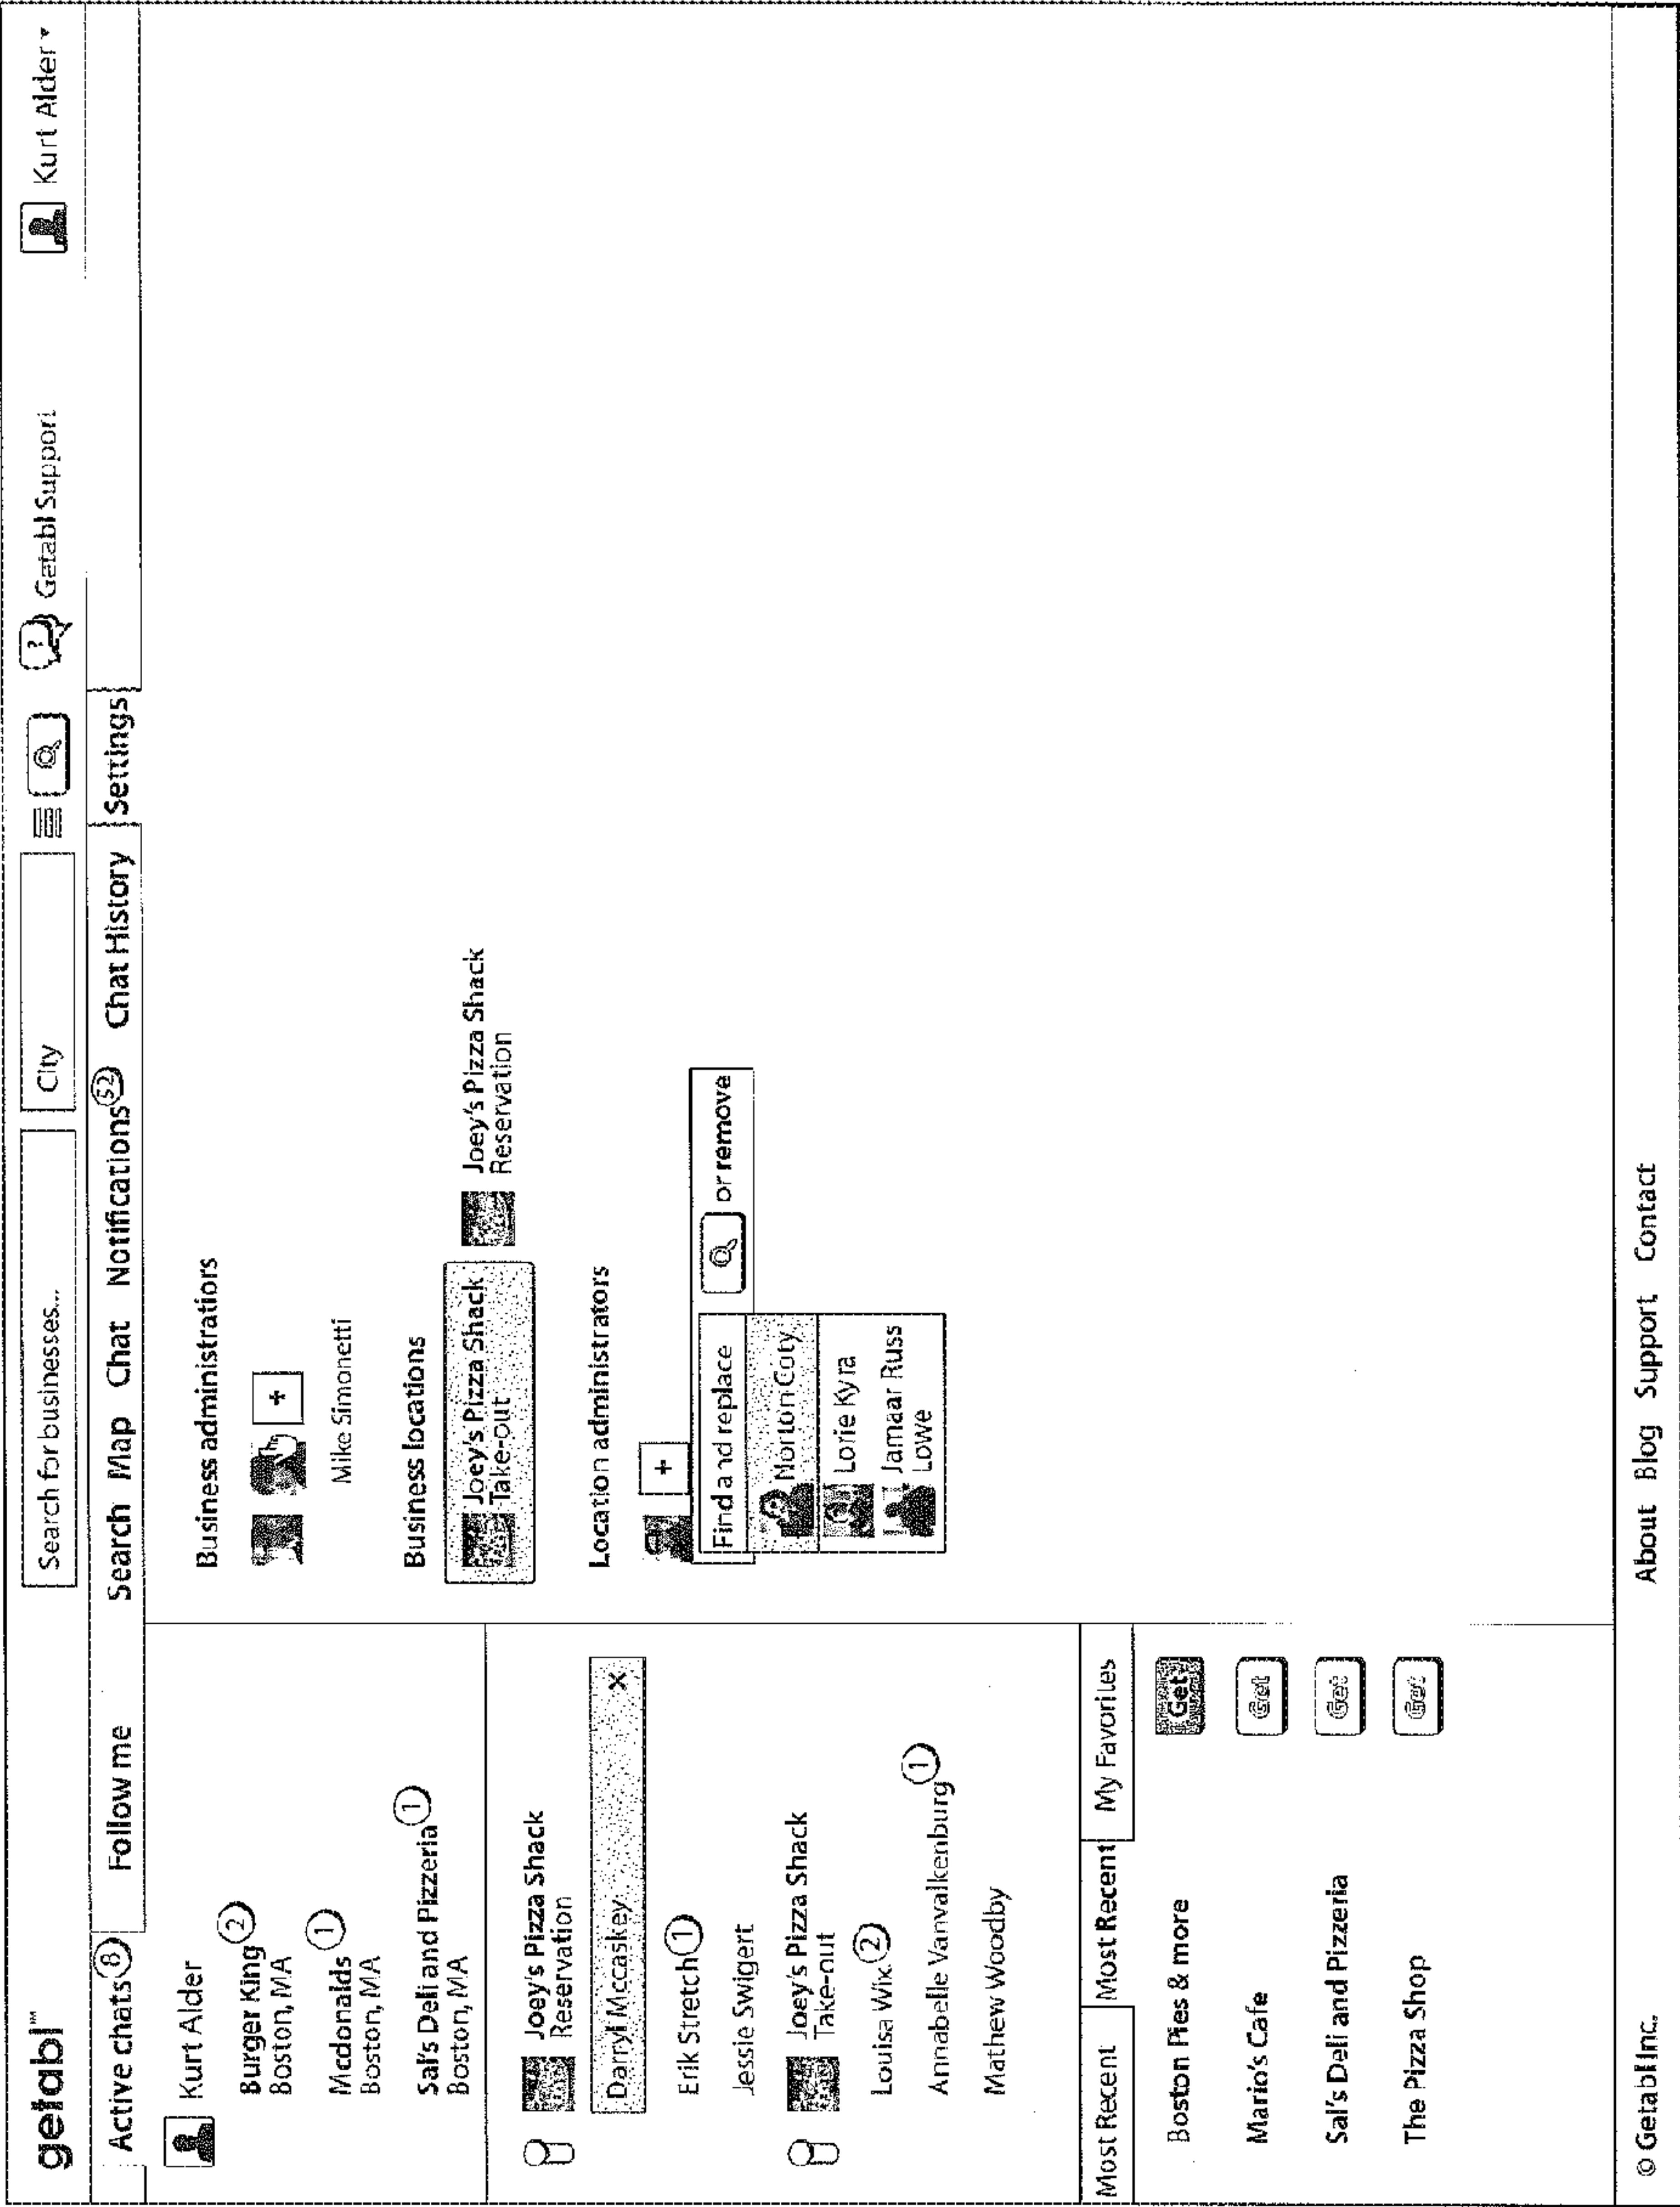 getabl™
Search for businesses...
City
Getabl Support
Kurt Alder
Active chats 8
Follow me
Search Map Chat Notifications 52 Chat History Settings
Kurt Alder
Burger King 2
Boston, MA
Mcdonalds 1
Boston, MA
Sal's Deli and Pizzeria 1
Boston, MA
Joey's Pizza Shack
Reservation
Darryl Mccaskey ×
Erik Stretch 1
Jessie Swigert
Joey's Pizza Shack
Take-out
Louisa Wix 2
Annabelle Vanvalkenburg 1
Mathew Woodby
Most Recent Most Recent My Favorites
Boston Pies & more Get
Mario's Cafe Get
Sal's Deli and Pizzeria Get
The Pizza Shop Get
Business administratiors
+
Mike Simonetti
Business locations
Joey's Pizza Shack
Take-out
Joey's Pizza Shack
Reservation
Location administrators
+
Find and replace or remove
Morton Coty
Lorie Kyra
Jamaar Russ
Lowe
© Getabl Inc.
About Blog Support Contact